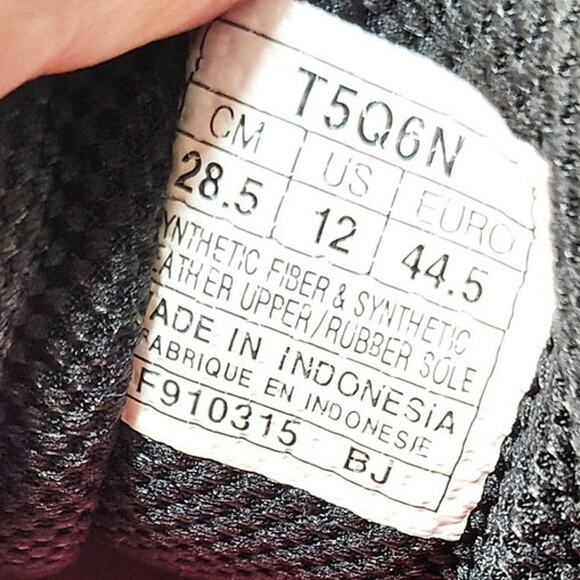 T5Q6N
CM US EURO
28.5 12 44.5
YNTHETIC FIBER & SYNTHETIC
EATHER UPPER/RUBBER SOLE
ADE IN INDONESIA
FABRIQUE EN INDONESIE
F910315 BJ